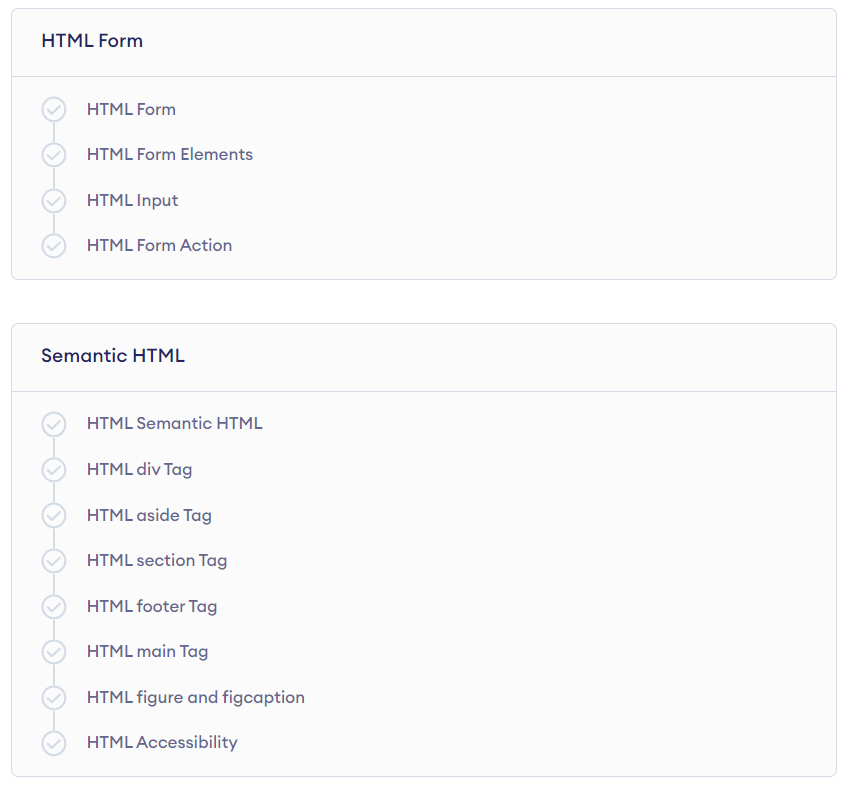 HTML Form
HTML Form
HTML Form Elements
HTML Input
HTML Form Action
Semantic HTML
HTML Semantic HTML
HTML div Tag
HTML aside Tag
HTML section Tag
HTML footer Tag
HTML main Tag
HTML figure and figcaption
HTML Accessibility